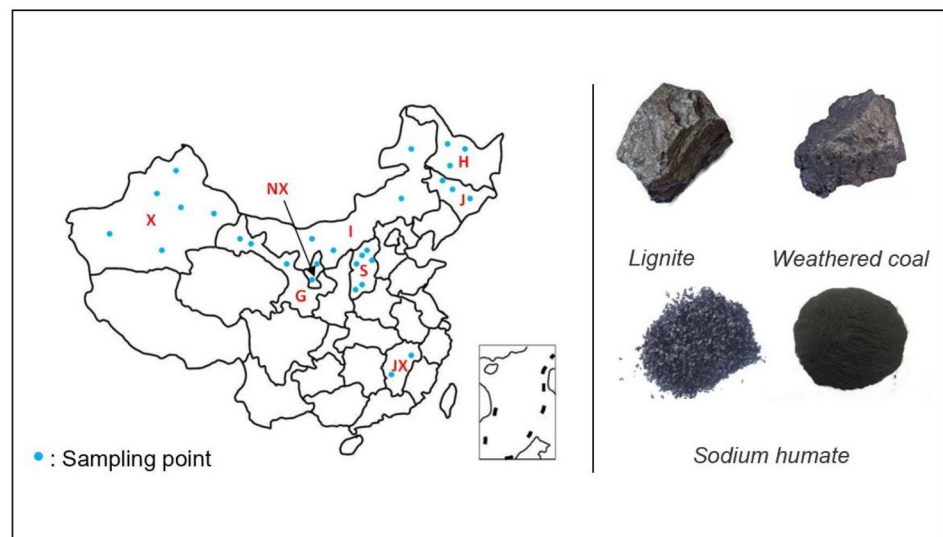 H
J
NX
I
X
S
G
JX
: Sampling point
Lignite
Weathered coal
Sodium humate